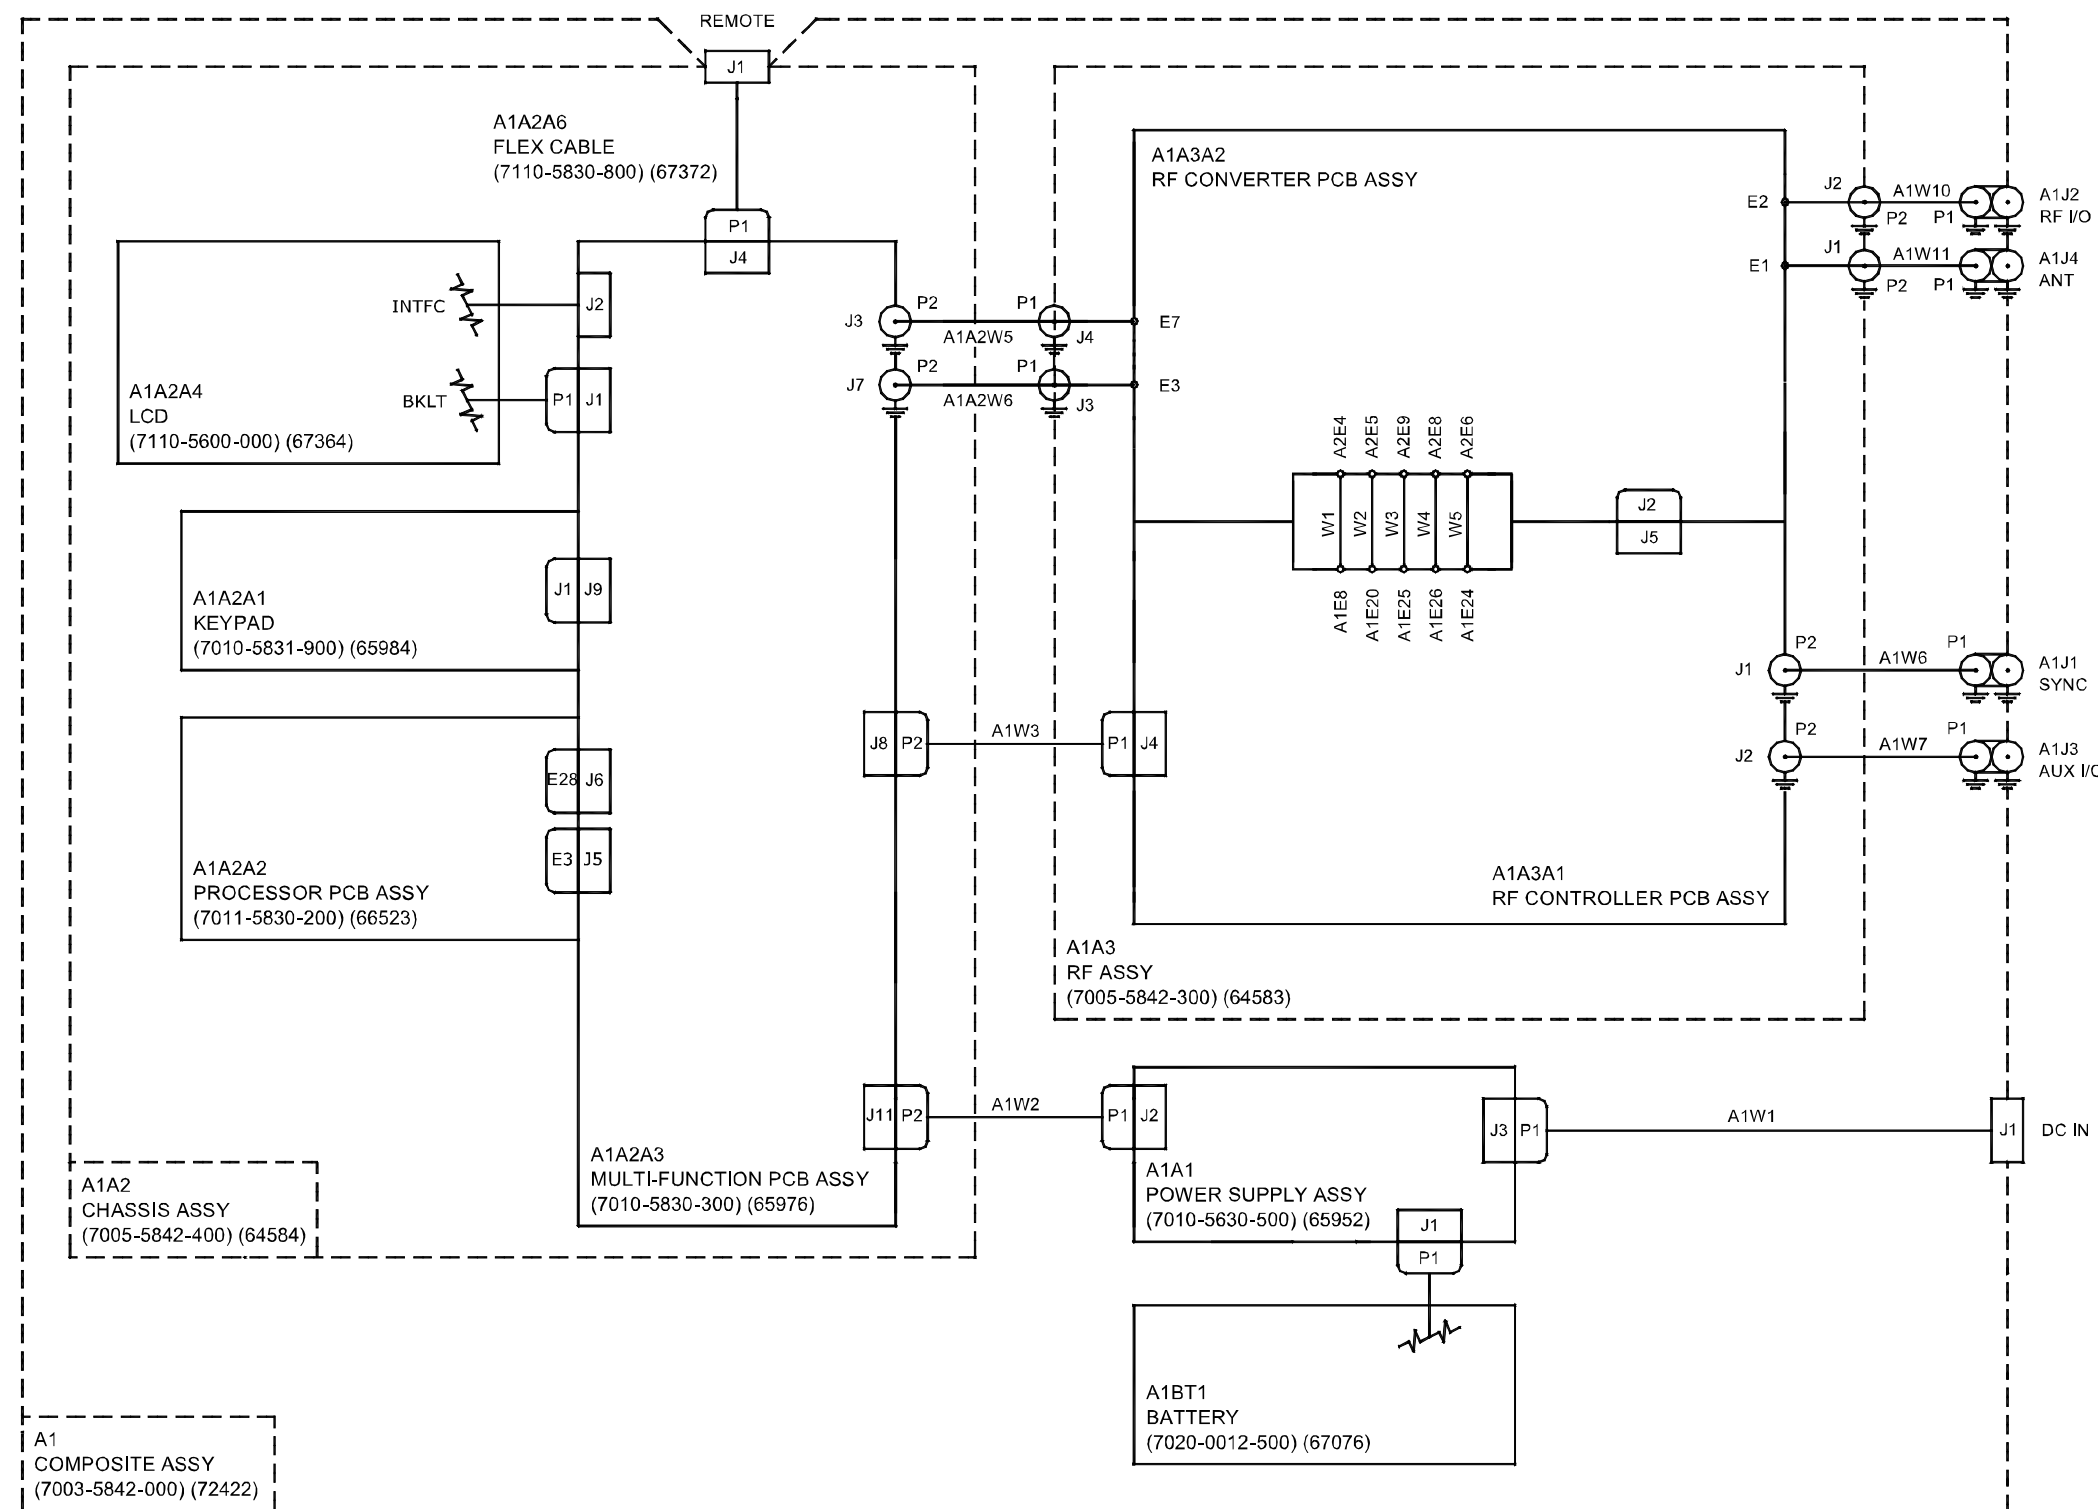 REMOTE
J1
A1A2A6
FLEX CABLE
(7110-5830-800) (67372)
P1
J4
INTFC
J2
BKLT
P1 J1
A1A2A4
LCD
(7110-5600-000) (67364)
J1 J9
A1A2A1
KEYPAD
(7010-5831-900) (65984)
E28 J6
E3 J5
A1A2A2
PROCESSOR PCB ASSY
(7011-5830-200) (66523)
J3
P2
A1A2W5
P1
J4
E7
J7
P2
A1A2W6
P1
J3
E3
J8 P2
A1W3
P1 J4
J11 P2
A1W2
P1 J2
A1A2A3
MULTI-FUNCTION PCB ASSY
(7010-5830-300) (65976)
A1A2
CHASSIS ASSY
(7005-5842-400) (64584)
A1
COMPOSITE ASSY
(7003-5842-000) (72422)
A1A3A2
RF CONVERTER PCB ASSY
E2
J2
P2
A1W10
P1
A1J2
RF I/O
E1
J1
P2
A1W11
P1
A1J4
ANT
A2E4
A2E5
A2E9
A2E8
A2E6
W1
W2
W3
W4
W5
A1E8
A1E20
A1E25
A1E26
A1E24
J2
J5
J1
P2
A1W6
P1
A1J1
SYNC
J2
P2
A1W7
P1
A1J3
AUX I/O
A1A3A1
RF CONTROLLER PCB ASSY
A1A3
RF ASSY
(7005-5842-300) (64583)
J3 P1
A1W1
J1
DC IN
A1A1
POWER SUPPLY ASSY
(7010-5630-500) (65952)
J1
P1
A1BT1
BATTERY
(7020-0012-500) (67076)